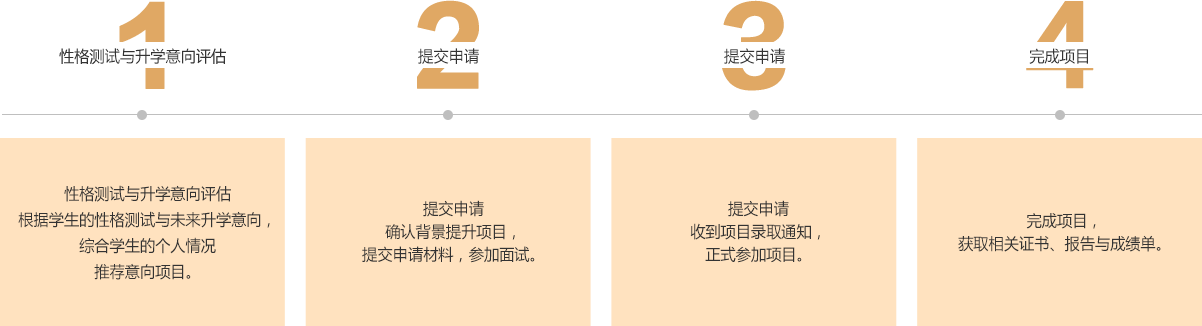 1
性格测试与升学意向评估
2
提交申请
3
提交申请
4
完成项目
性格测试与升学意向评估
根据学生的性格测试与未来升学意向，
综合学生的个人情况
推荐意向项目。
提交申请
确认背景提升项目，
提交申请材料，参加面试。
提交申请
收到项目录取通知，
正式参加项目。
完成项目，
获取相关证书、报告与成绩单。